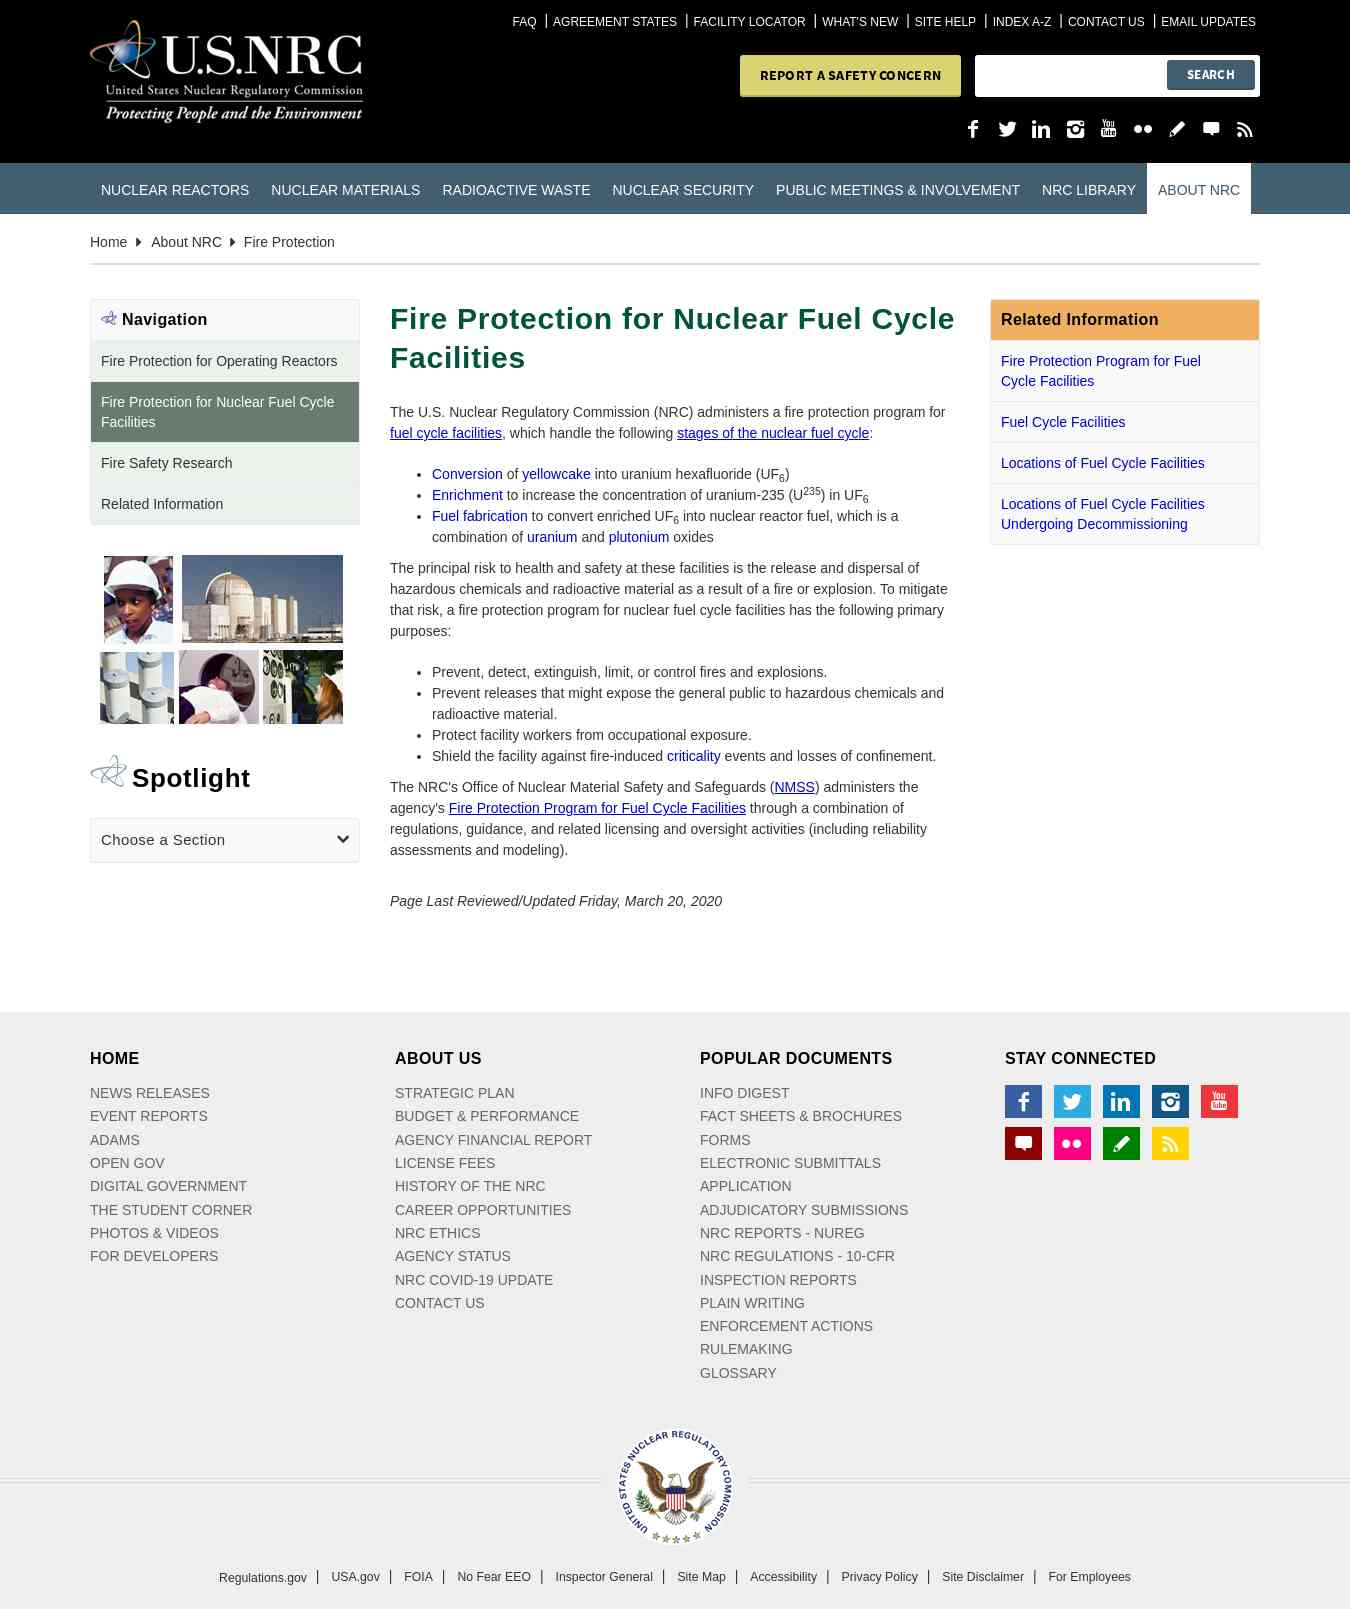 FAQ | AGREEMENT STATES | FACILITY LOCATOR | WHAT'S NEW | SITE HELP | INDEX A-Z | CONTACT US | EMAIL UPDATES
U.S.NRC
United States Nuclear Regulatory Commission
Protecting People and the Environment
REPORT A SAFETY CONCERN
SEARCH
NUCLEAR REACTORS NUCLEAR MATERIALS RADIOACTIVE WASTE NUCLEAR SECURITY PUBLIC MEETINGS & INVOLVEMENT NRC LIBRARY ABOUT NRC
Home About NRC Fire Protection
Navigation
Fire Protection for Operating Reactors
Fire Protection for Nuclear Fuel Cycle
Facilities
Fire Safety Research
Related Information
Spotlight
Choose a Section
Fire Protection for Nuclear Fuel Cycle
Facilities
The U.S. Nuclear Regulatory Commission (NRC) administers a fire protection program for
fuel cycle facilities, which handle the following stages of the nuclear fuel cycle:
• Conversion of yellowcake into uranium hexafluoride (UF6)
• Enrichment to increase the concentration of uranium-235 (U235) in UF6
• Fuel fabrication to convert enriched UF6 into nuclear reactor fuel, which is a
combination of uranium and plutonium oxides
The principal risk to health and safety at these facilities is the release and dispersal of
hazardous chemicals and radioactive material as a result of a fire or explosion. To mitigate
that risk, a fire protection program for nuclear fuel cycle facilities has the following primary
purposes:
• Prevent, detect, extinguish, limit, or control fires and explosions.
• Prevent releases that might expose the general public to hazardous chemicals and
radioactive material.
• Protect facility workers from occupational exposure.
• Shield the facility against fire-induced criticality events and losses of confinement.
The NRC's Office of Nuclear Material Safety and Safeguards (NMSS) administers the
agency's Fire Protection Program for Fuel Cycle Facilities through a combination of
regulations, guidance, and related licensing and oversight activities (including reliability
assessments and modeling).
Page Last Reviewed/Updated Friday, March 20, 2020
Related Information
Fire Protection Program for Fuel
Cycle Facilities
Fuel Cycle Facilities
Locations of Fuel Cycle Facilities
Locations of Fuel Cycle Facilities
Undergoing Decommissioning
HOME
NEWS RELEASES
EVENT REPORTS
ADAMS
OPEN GOV
DIGITAL GOVERNMENT
THE STUDENT CORNER
PHOTOS & VIDEOS
FOR DEVELOPERS
ABOUT US
STRATEGIC PLAN
BUDGET & PERFORMANCE
AGENCY FINANCIAL REPORT
LICENSE FEES
HISTORY OF THE NRC
CAREER OPPORTUNITIES
NRC ETHICS
AGENCY STATUS
NRC COVID-19 UPDATE
CONTACT US
POPULAR DOCUMENTS
INFO DIGEST
FACT SHEETS & BROCHURES
FORMS
ELECTRONIC SUBMITTALS
APPLICATION
ADJUDICATORY SUBMISSIONS
NRC REPORTS - NUREG
NRC REGULATIONS - 10-CFR
INSPECTION REPORTS
PLAIN WRITING
ENFORCEMENT ACTIONS
RULEMAKING
GLOSSARY
STAY CONNECTED
UNITED STATES NUCLEAR REGULATORY COMMISSION
Regulations.gov | USA.gov | FOIA | No Fear EEO | Inspector General | Site Map | Accessibility | Privacy Policy | Site Disclaimer | For Employees